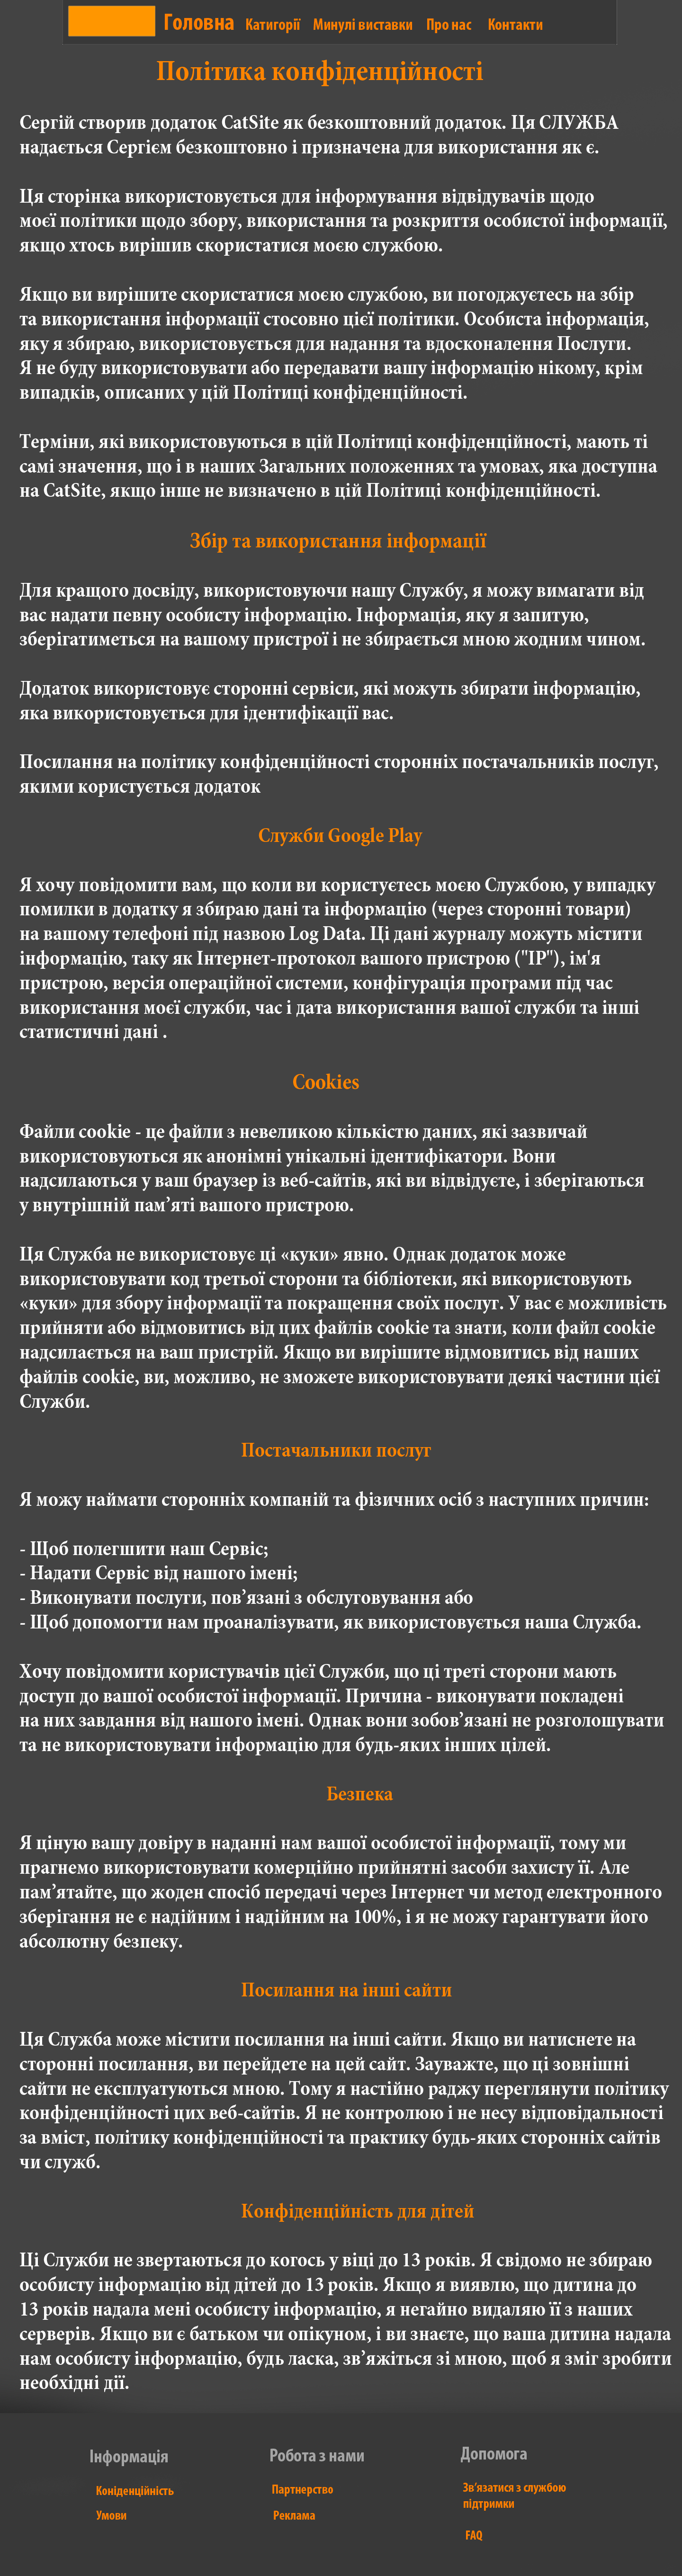 Головна Катигорії Минулі виставки Про нас Контакти
Політика конфіденційності
Сергій створив додаток CatSite як безкоштовний додаток. Ця СЛУЖБА
надається Сергієм безкоштовно і призначена для використання як є.
Ця сторінка використовується для інформування відвідувачів щодо
моєї політики щодо збору, використання та розкриття особистої інформації,
якщо хтось вирішив скористатися моєю службою.
Якщо ви вирішите скористатися моєю службою, ви погоджуєтесь на збір
та використання інформації стосовно цієї політики. Особиста інформація,
яку я збираю, використовується для надання та вдосконалення Послуги.
Я не буду використовувати або передавати вашу інформацію нікому, крім
випадків, описаних у цій Політиці конфіденційності.
Терміни, які використовуються в цій Політиці конфіденційності, мають ті
самі значення, що і в наших Загальних положеннях та умовах, яка доступна
на CatSite, якщо інше не визначено в цій Політиці конфіденційності.
Збір та використання інформації
Для кращого досвіду, використовуючи нашу Службу, я можу вимагати від
вас надати певну особисту інформацію. Інформація, яку я запитую,
зберігатиметься на вашому пристрої і не збирається мною жодним чином.
Додаток використовує сторонні сервіси, які можуть збирати інформацію,
яка використовується для ідентифікації вас.
Посилання на політику конфіденційності сторонніх постачальників послуг,
якими користується додаток
Служби Google Play
Я хочу повідомити вам, що коли ви користуєтесь моєю Службою, у випадку
помилки в додатку я збираю дані та інформацію (через сторонні товари)
на вашому телефоні під назвою Log Data. Ці дані журналу можуть містити
інформацію, таку як Інтернет-протокол вашого пристрою ("IP"), ім'я
пристрою, версія операційної системи, конфігурація програми під час
використання моєї служби, час і дата використання вашої служби та інші
статистичні дані .
Cookies
Файли cookie - це файли з невеликою кількістю даних, які зазвичай
використовуються як анонімні унікальні ідентифікатори. Вони
надсилаються у ваш браузер із веб-сайтів, які ви відвідуєте, і зберігаються
у внутрішній пам’яті вашого пристрою.
Ця Служба не використовує ці «куки» явно. Однак додаток може
використовувати код третьої сторони та бібліотеки, які використовують
«куки» для збору інформації та покращення своїх послуг. У вас є можливість
прийняти або відмовитись від цих файлів cookie та знати, коли файл cookie
надсилається на ваш пристрій. Якщо ви вирішите відмовитись від наших
файлів cookie, ви, можливо, не зможете використовувати деякі частини цієї
Служби.
Постачальники послуг
Я можу наймати сторонніх компаній та фізичних осіб з наступних причин:
- Щоб полегшити наш Сервіс;
- Надати Сервіс від нашого імені;
- Виконувати послуги, пов’язані з обслуговування або
- Щоб допомогти нам проаналізувати, як використовується наша Служба.
Хочу повідомити користувачів цієї Служби, що ці треті сторони мають
доступ до вашої особистої інформації. Причина - виконувати покладені
на них завдання від нашого імені. Однак вони зобов’язані не розголошувати
та не використовувати інформацію для будь-яких інших цілей.
Безпека
Я ціную вашу довіру в наданні нам вашої особистої інформації, тому ми
прагнемо використовувати комерційно прийнятні засоби захисту її. Але
пам’ятайте, що жоден спосіб передачі через Інтернет чи метод електронного
зберігання не є надійним і надійним на 100%, і я не можу гарантувати його
абсолютну безпеку.
Посилання на інші сайти
Ця Служба може містити посилання на інші сайти. Якщо ви натиснете на
сторонні посилання, ви перейдете на цей сайт. Зауважте, що ці зовнішні
сайти не експлуатуються мною. Тому я настійно раджу переглянути політику
конфіденційності цих веб-сайтів. Я не контролюю і не несу відповідальності
за вміст, політику конфіденційності та практику будь-яких сторонніх сайтів
чи служб.
Конфіденційність для дітей
Ці Служби не звертаються до когось у віці до 13 років. Я свідомо не збираю
особисту інформацію від дітей до 13 років. Якщо я виявлю, що дитина до
13 років надала мені особисту інформацію, я негайно видаляю її з наших
серверів. Якщо ви є батьком чи опікуном, і ви знаєте, що ваша дитина надала
нам особисту інформацію, будь ласка, зв’яжіться зі мною, щоб я зміг зробити
необхідні дії.
Інформація
Коніденційність
Умови
Робота з нами
Партнерство
Реклама
Допомога
Зв’язатися з службою
підтримки
FAQ